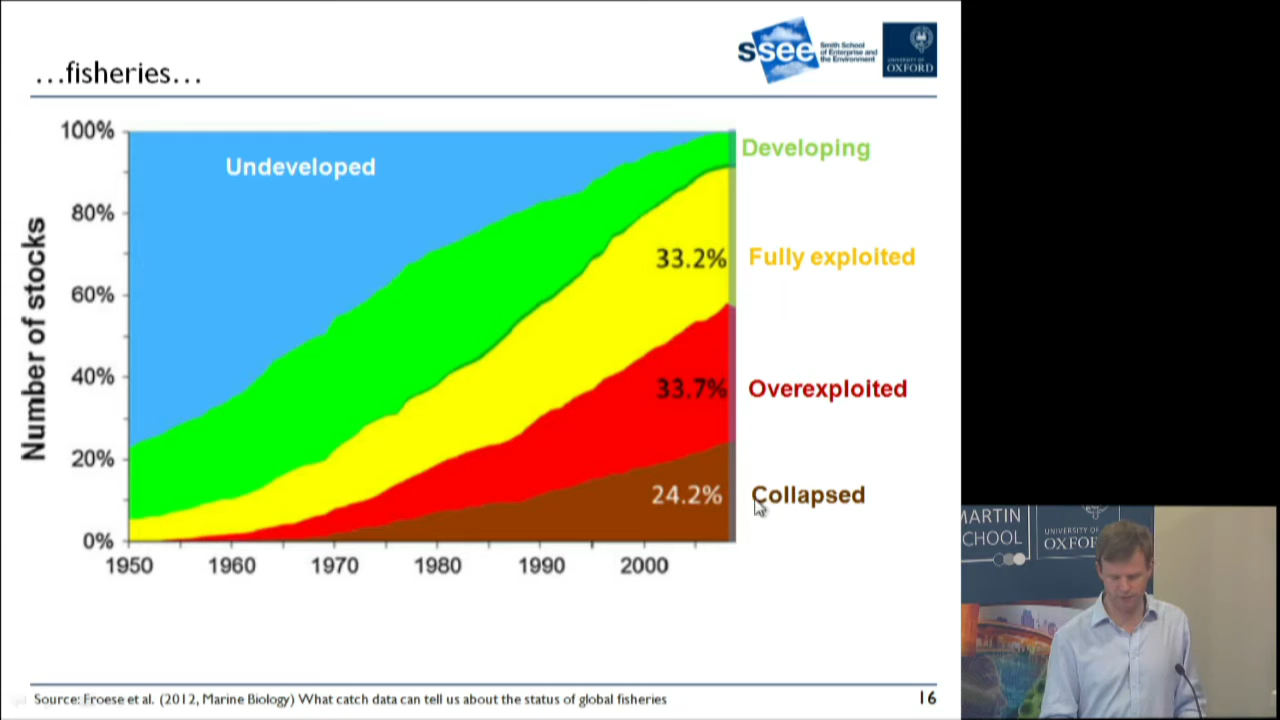 …fisheries…
ssee
Smith School
of Enterprise and
the Environment
UNIVERSITY OF
OXFORD
100%
80%
60%
40%
20%
0%
Number of stocks
Undeveloped
Developing
33.2%
Fully exploited
33.7%
Overexploited
24.2%
Collapsed
1950 1960 1970 1980 1990 2000
Source: Froese et al. (2012, Marine Biology) What catch data can tell us about the status of global fisheries
16
MARTIN
CHOOL
UNIVERSITY OF
OXFO